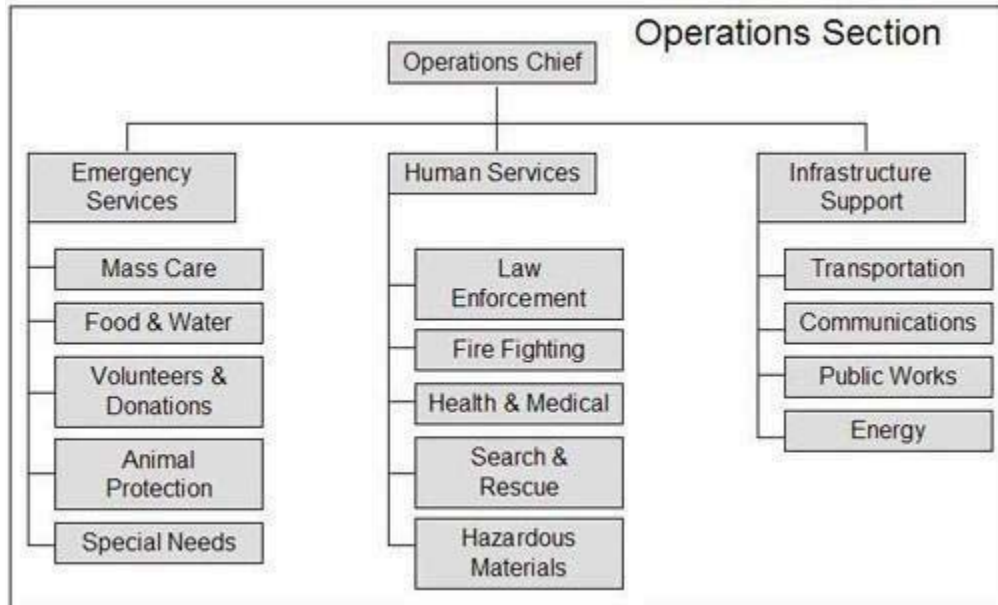 Operations Section
Operations Chief
Emergency
Services
Mass Care
Food & Water
Volunteers &
Donations
Animal
Protection
Special Needs
Human Services
Law
Enforcement
Fire Fighting
Health & Medical
Search &
Rescue
Hazardous
Materials
Infrastructure
Support
Transportation
Communications
Public Works
Energy